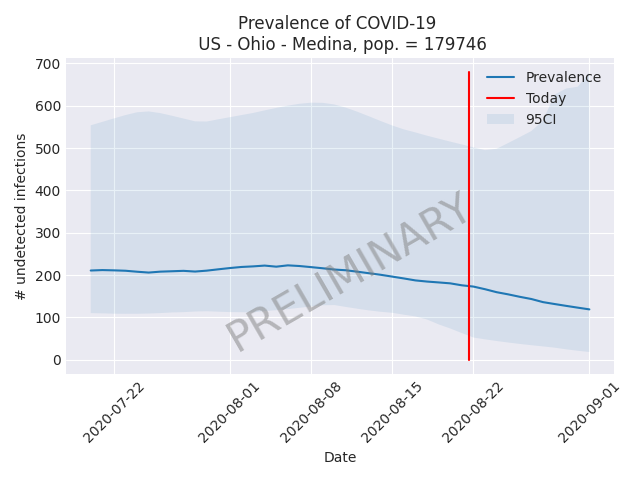 Prevalence of COVID-19
US - Ohio - Medina, pop. = 179746
# undetected infections
700
600
500
400
300
200
100
0
Prevalence
Today
95CI
PRELIMINARY
2020-07-22
2020-08-01
2020-08-08
2020-08-15
2020-08-22
2020-09-01
Date